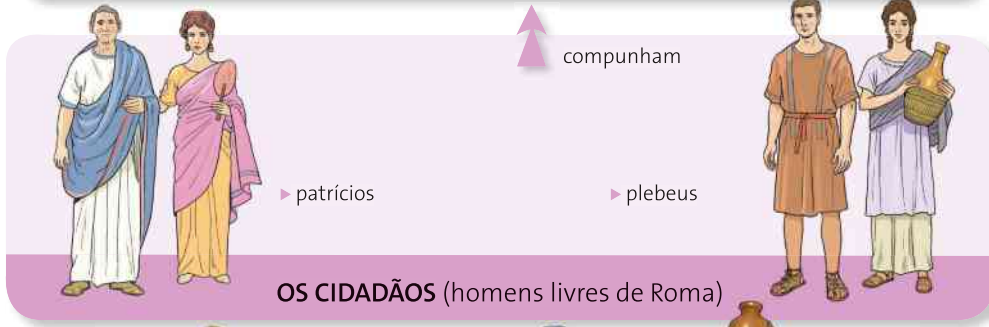 compunham
▶ patrícios
▶ plebeus
OS CIDADÃOS (homens livres de Roma)